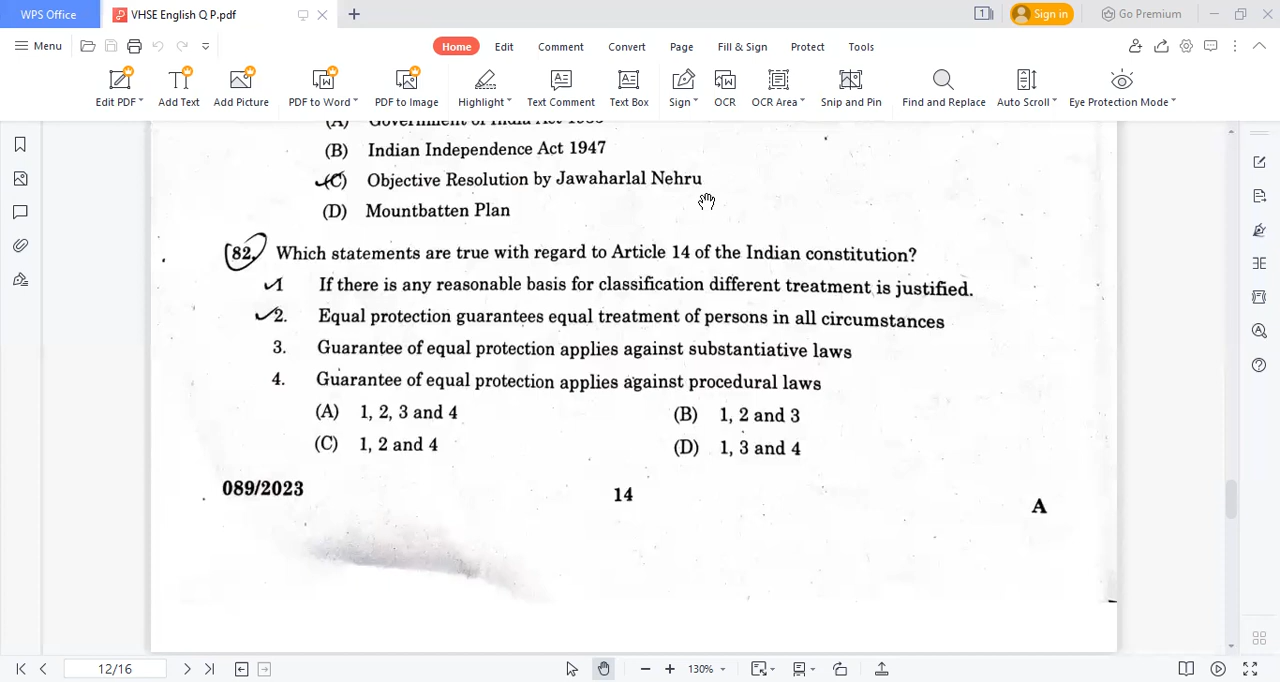 WPS Office
VHSE English Q P.pdf
Sign in
Go Premium
Menu
Home Edit Comment Convert Page Fill & Sign Protect Tools
Edit PDF Add Text Add Picture PDF to Word PDF to Image Highlight Text Comment Text Box Sign OCR OCR Area Snip and Pin Find and Replace Auto Scroll Eye Protection Mode
(A) Government of India Act
(B) Indian Independence Act 1947
(C) Objective Resolution by Jawaharlal Nehru
(D) Mountbatten Plan
82. Which statements are true with regard to Article 14 of the Indian constitution?
1 If there is any reasonable basis for classification different treatment is justified.
2. Equal protection guarantees equal treatment of persons in all circumstances
3. Guarantee of equal protection applies against substantiative laws
4. Guarantee of equal protection applies against procedural laws
(A) 1, 2, 3 and 4 (B) 1, 2 and 3
(C) 1, 2 and 4 (D) 1, 3 and 4
089/2023 14 A
12/16 130%